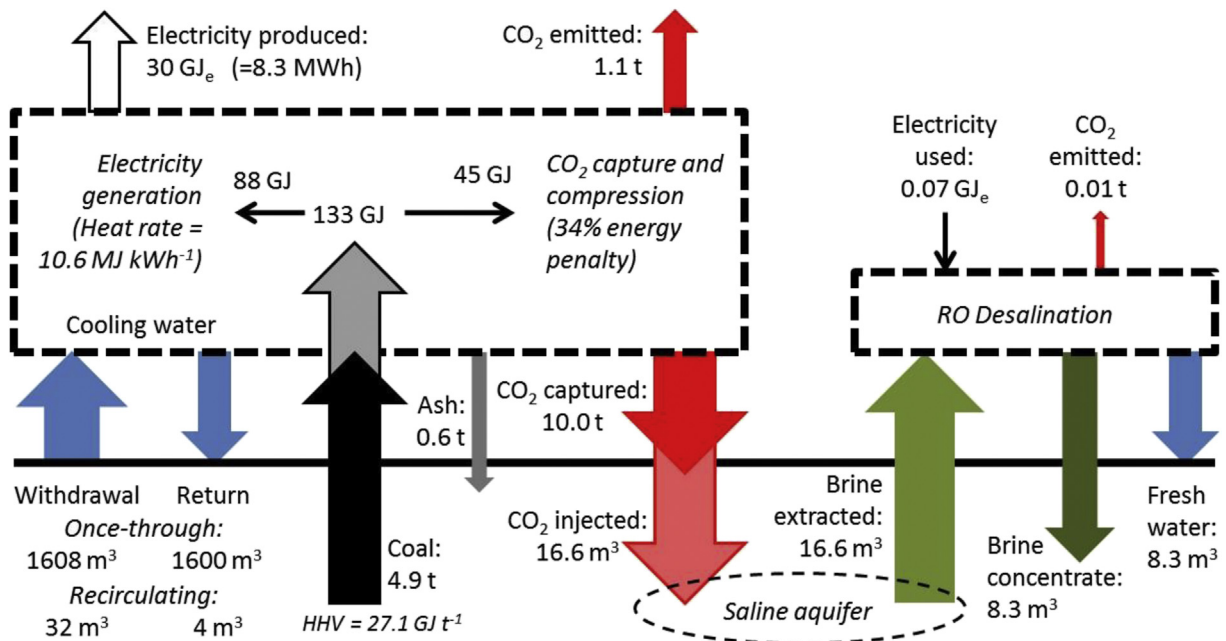 Electricity produced:
30 GJe (=8.3 MWh)
CO2 emitted:
1.1 t
Electricity
generation
(Heat rate =
10.6 MJ kWh-1)
88 GJ
133 GJ
45 GJ
CO2 capture and
compression
(34% energy
penalty)
Cooling water
Electricity
used:
0.07 GJe
CO2
emitted:
0.01 t
RO Desalination
Ash:
0.6 t
CO2 captured:
10.0 t
Withdrawal
Return
Once-through:
1608 m3
1600 m3
Recirculating:
32 m3
4 m3
Coal:
4.9 t
HHV = 27.1 GJ t-1
CO2 injected:
16.6 m3
Brine
extracted:
16.6 m3
Saline aquifer
Brine
concentrate:
8.3 m3
Fresh
water:
8.3 m3